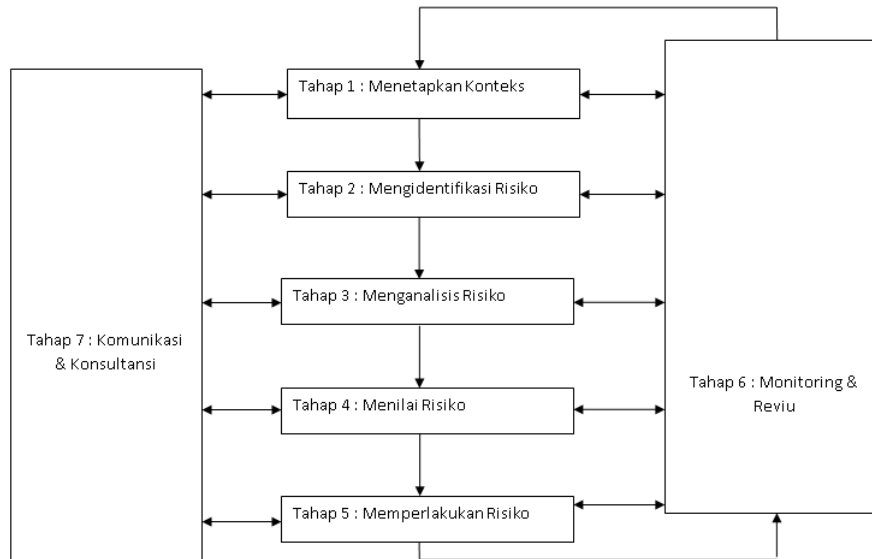 Tahap 1 : Menetapkan Konteks
Tahap 2 : Mengidentifikasi Risiko
Tahap 3 : Menganalisis Risiko
Tahap 7 : Komunikasi
& Konsultansi
Tahap 6 : Monitoring &
Reviu
Tahap 4 : Menilai Risiko
Tahap 5 : Memperlakukan Risiko